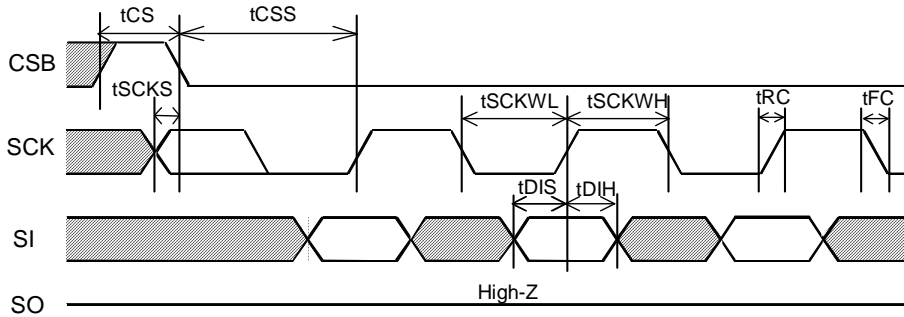 tCS
tCSS
CSB
tSCKS
tSCKWL
tSCKWH
tRC
tFC
SCK
tDIS
tDIH
SI
High-Z
SO